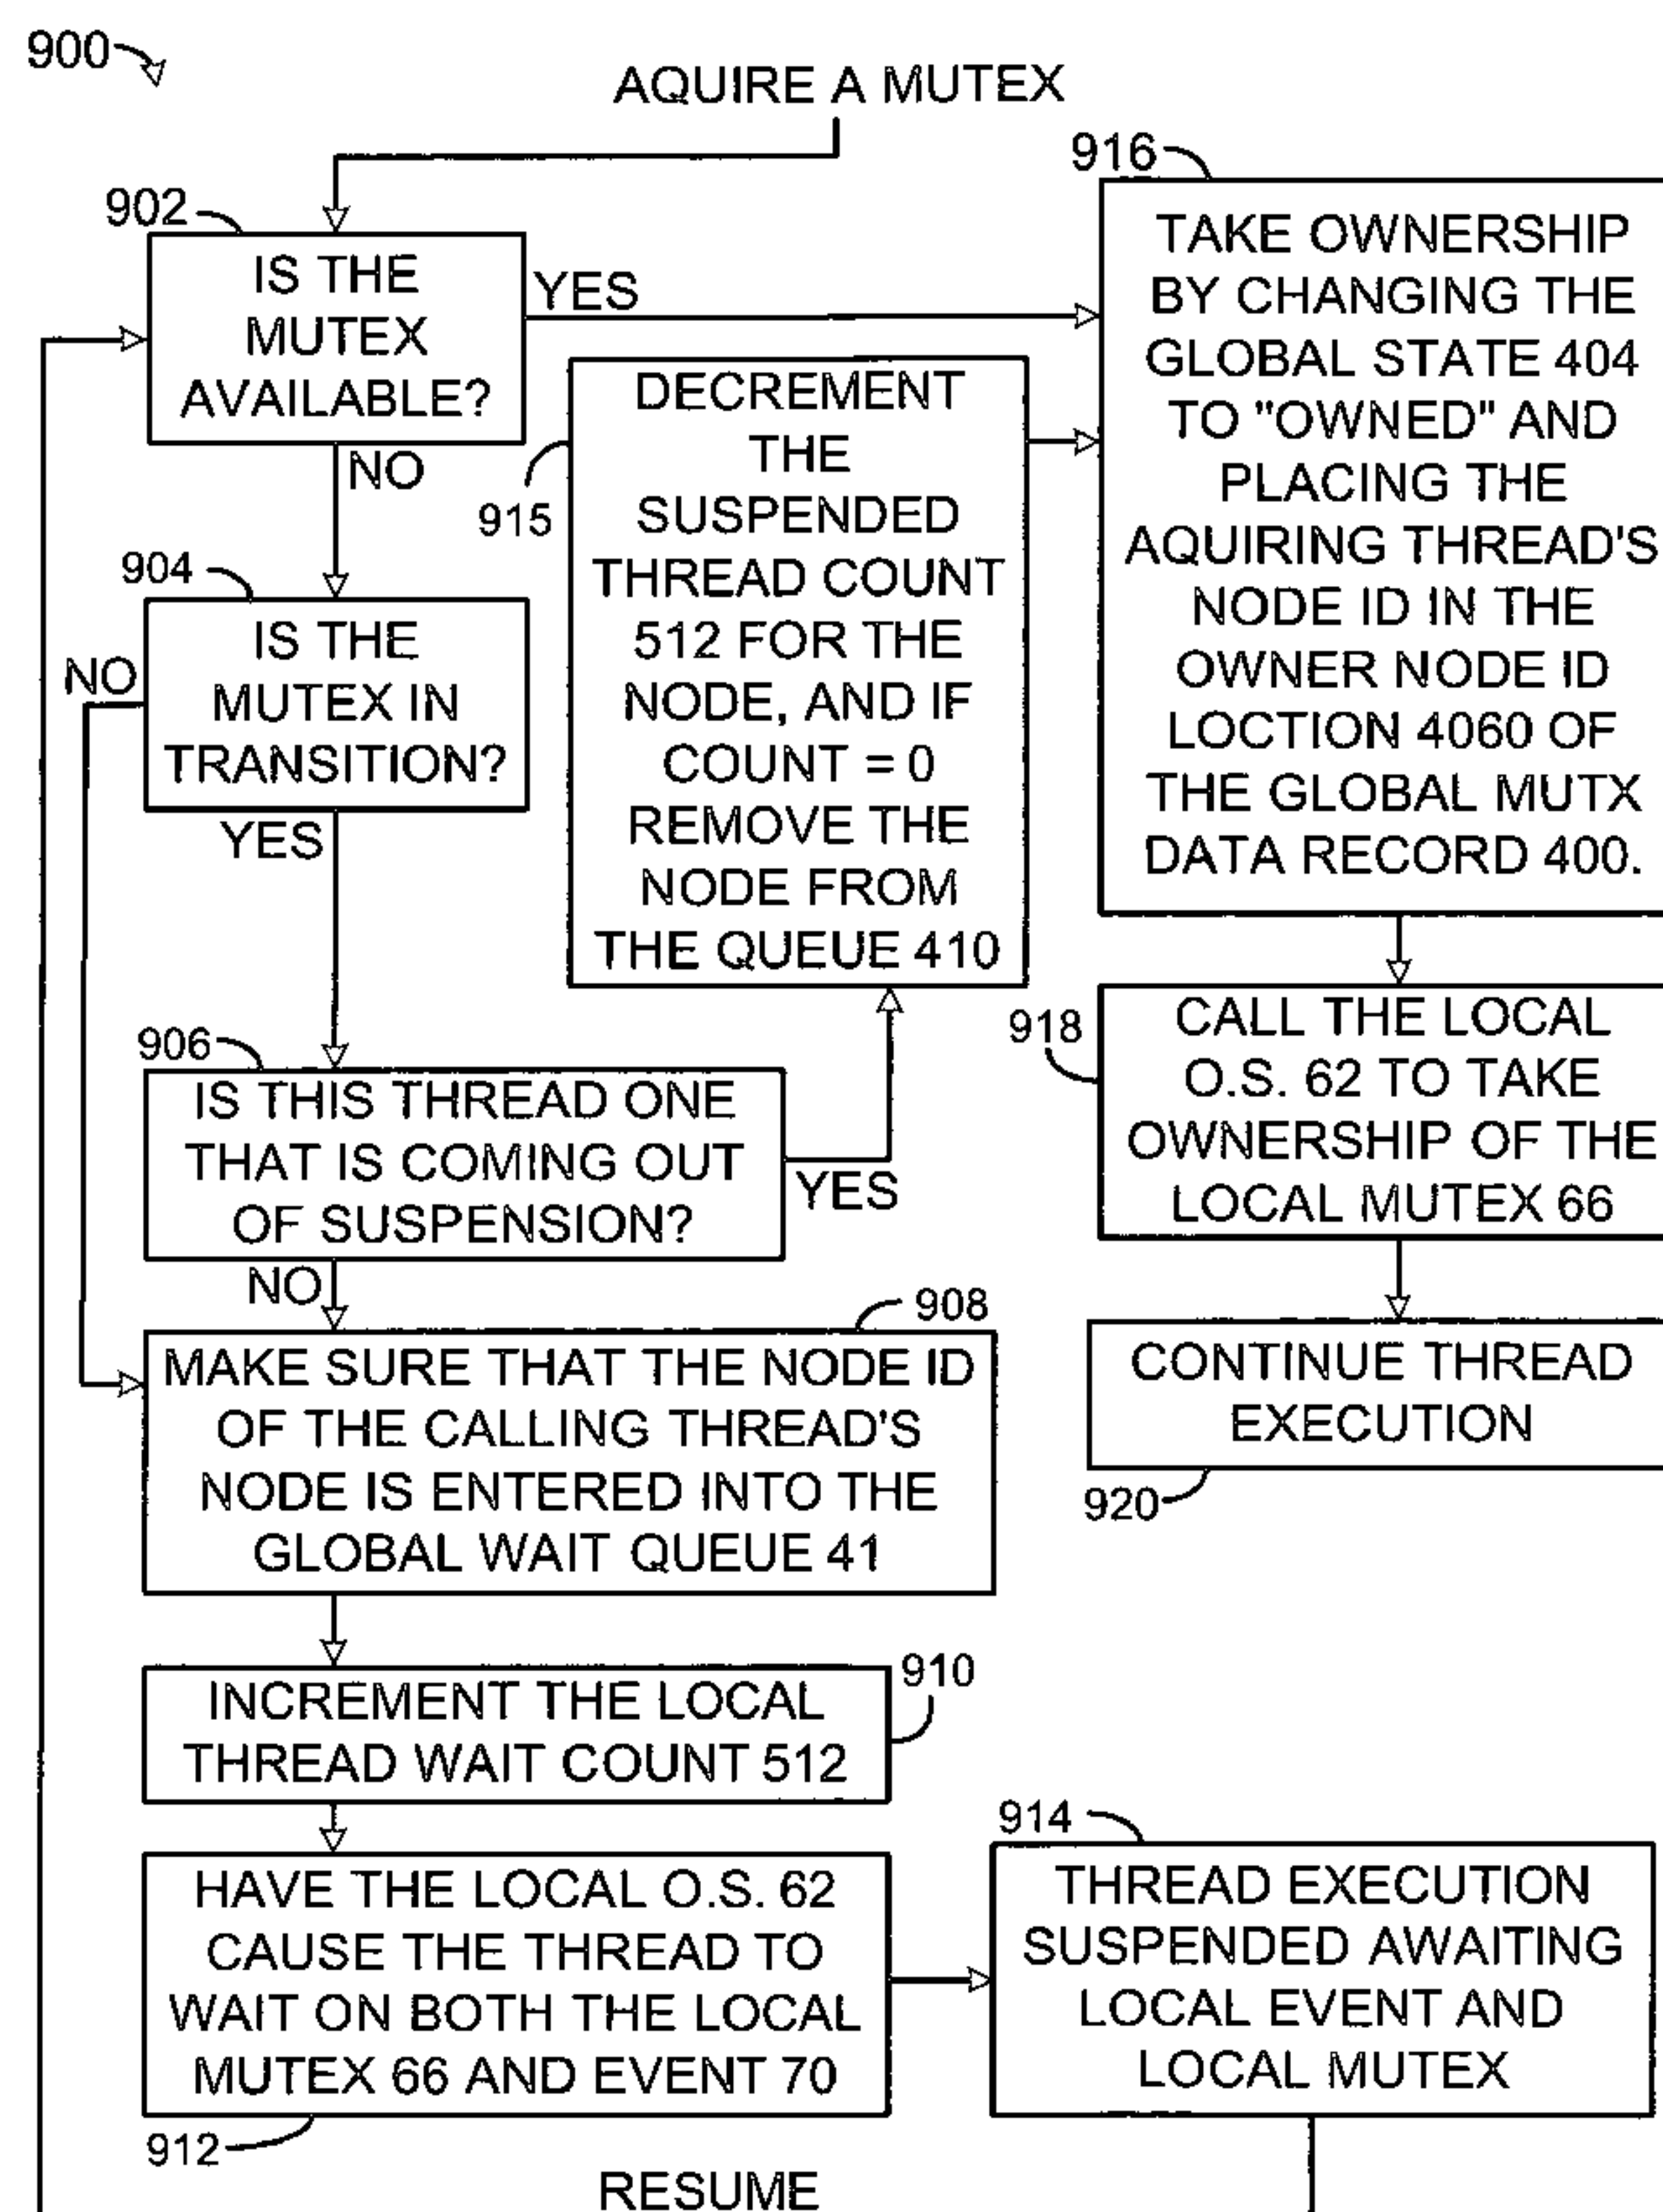 900
AQUIRE A MUTEX
902
IS THE
MUTEX
AVAILABLE?
YES
NO
904
IS THE
MUTEX IN
TRANSITION?
NO
YES
906
IS THIS THREAD ONE
THAT IS COMING OUT
OF SUSPENSION?
YES
NO
908
MAKE SURE THAT THE NODE ID
OF THE CALLING THREAD'S
NODE IS ENTERED INTO THE
GLOBAL WAIT QUEUE 41
910
INCREMENT THE LOCAL
THREAD WAIT COUNT 512
HAVE THE LOCAL O.S. 62
CAUSE THE THREAD TO
WAIT ON BOTH THE LOCAL
MUTEX 66 AND EVENT 70
912
914
THREAD EXECUTION
SUSPENDED AWAITING
LOCAL EVENT AND
LOCAL MUTEX
RESUME
915
DECREMENT
THE
SUSPENDED
THREAD COUNT
512 FOR THE
NODE, AND IF
COUNT = 0
REMOVE THE
NODE FROM
THE QUEUE 410
916
TAKE OWNERSHIP
BY CHANGING THE
GLOBAL STATE 404
TO "OWNED" AND
PLACING THE
AQUIRING THREAD'S
NODE ID IN THE
OWNER NODE ID
LOCTION 4060 OF
THE GLOBAL MUTX
DATA RECORD 400.
918
CALL THE LOCAL
O.S. 62 TO TAKE
OWNERSHIP OF THE
LOCAL MUTEX 66
CONTINUE THREAD
EXECUTION
920